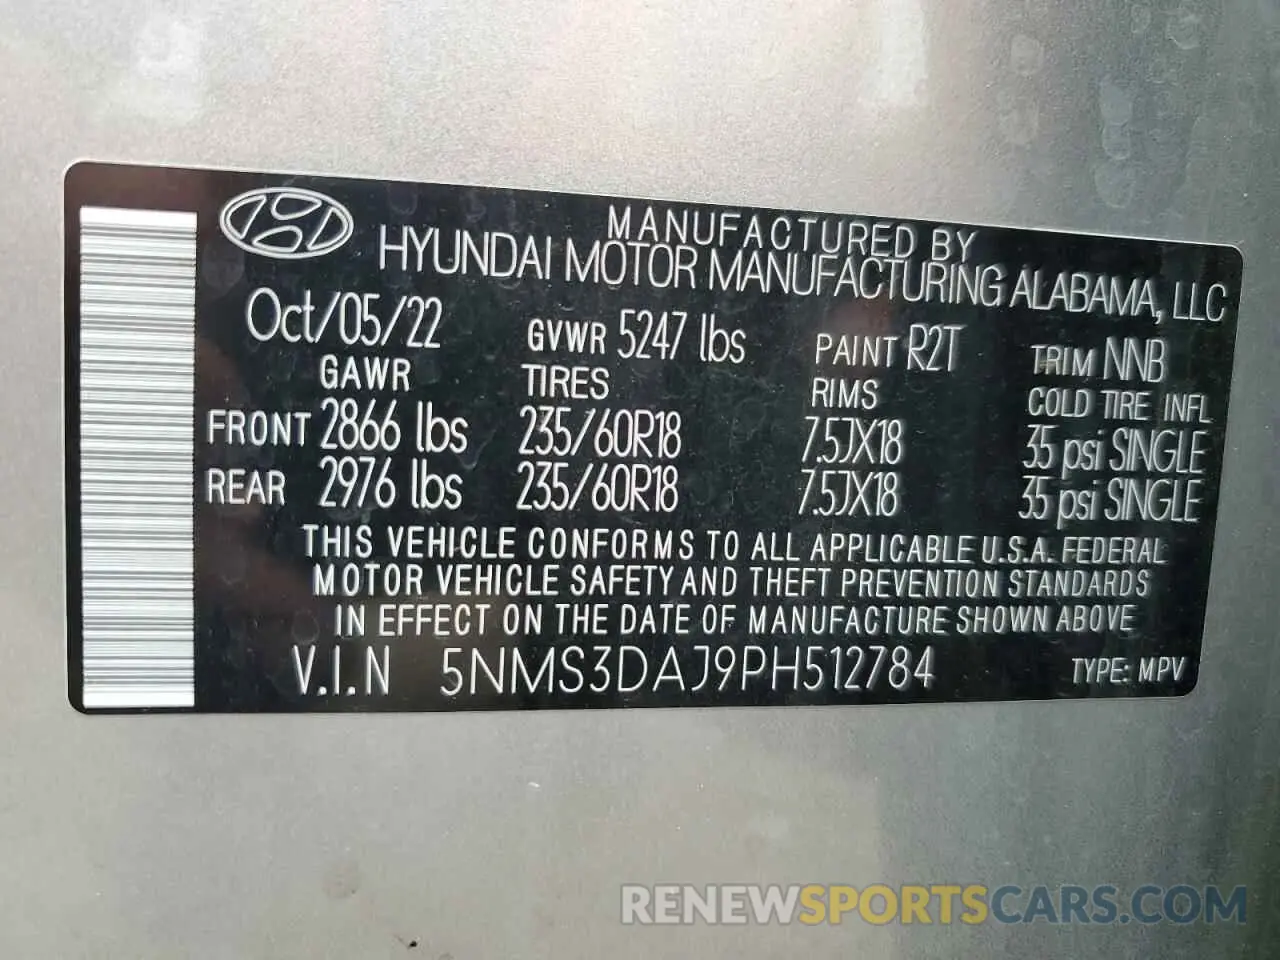 MANUFACTURED BY
HYUNDAI MOTOR MANUFACTURING ALABAMA, LLC
Oct/05/22 GVWR 5247 lbs PAINT R2T TRIM NNB
GAWR TIRES RIMS COLD TIRE INFL
FRONT 2866 lbs 235/60R18 7.5JX18 35 psi SINGLE
REAR 2976 lbs 235/60R18 7.5JX18 35 psi SINGLE
THIS VEHICLE CONFORMS TO ALL APPLICABLE U.S.A. FEDERAL
MOTOR VEHICLE SAFETY AND THEFT PREVENTION STANDARDS
IN EFFECT ON THE DATE OF MANUFACTURE SHOWN ABOVE
V.I.N 5NMS3DAJ9PH512784 TYPE: MPV
RENEWSPORTSCARS.COM